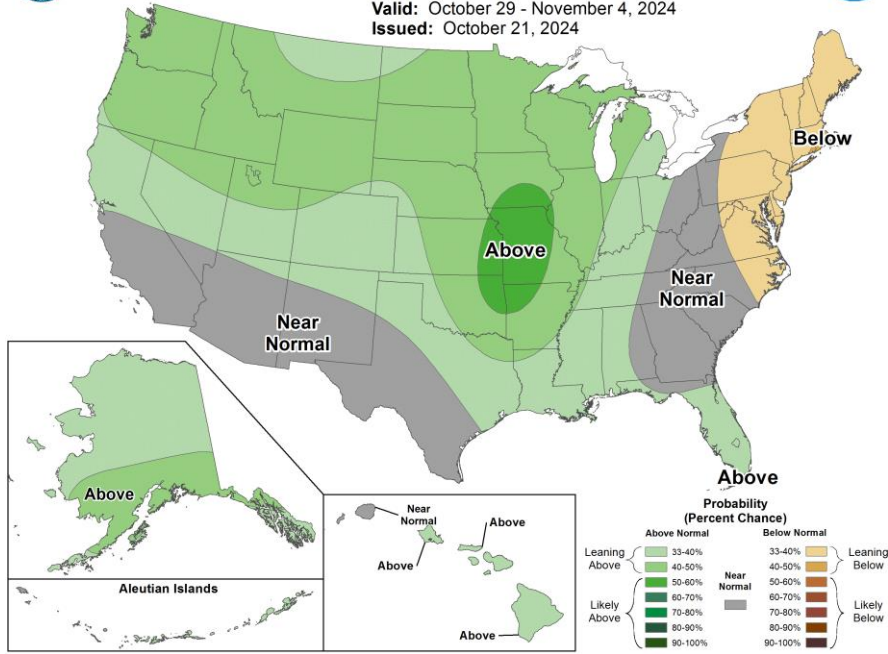 Valid: October 29 - November 4, 2024
Issued: October 21, 2024
Below
Above
Near
Normal
Near
Normal
Above
Above
Near
Normal
Above
Above
Above
Aleutian Islands
Probability
(Percent Chance)
Above Normal
Below Normal
Leaning
Above
33-40%
40-50%
50-60%
60-70%
70-80%
80-90%
90-100%
Likely
Above
Near
Normal
33-40%
40-50%
50-60%
60-70%
70-80%
80-90%
90-100%
Leaning
Below
Likely
Below